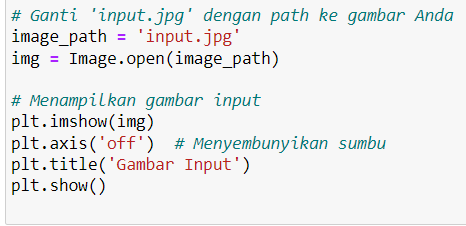 # Ganti 'input.jpg' dengan path ke gambar Anda
image_path = 'input.jpg'
img = Image.open(image_path)
# Menampilkan gambar input
plt.imshow(img)
plt.axis('off')  # Menyembunyikan sumbu
plt.title('Gambar Input')
plt.show()